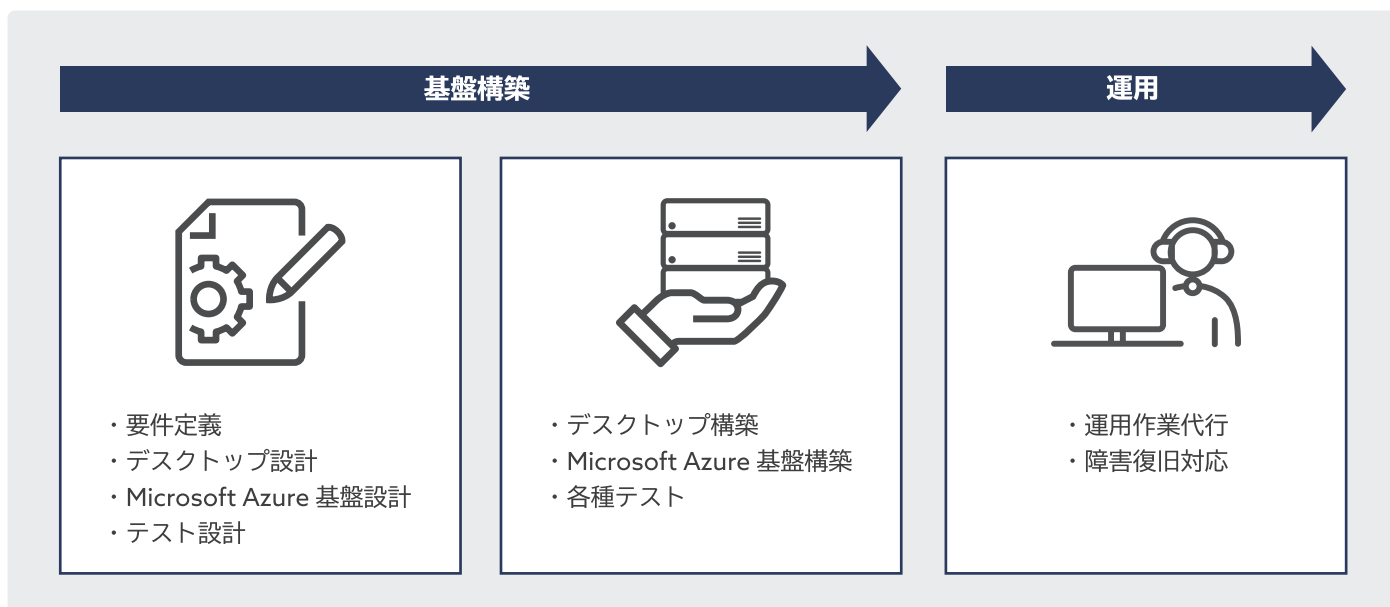 基盤構築
運用
・要件定義
・デスクトップ設計
・Microsoft Azure 基盤設計
・テスト設計
・デスクトップ構築
・Microsoft Azure 基盤構築
・各種テスト
・運用作業代行
・障害復旧対応